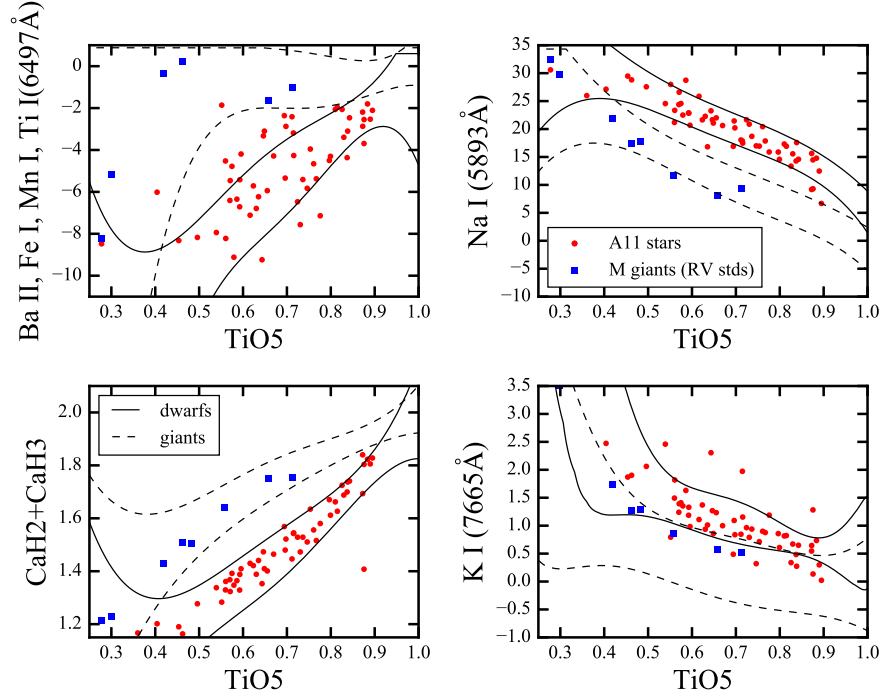 Ba II, Fe I, Mn I, Ti I(6497Å)
0
−2
−4
−6
−8
−10
0.3 0.4 0.5 0.6 0.7 0.8 0.9 1.0
TiO5
Na I (5893Å)
35
30
25
20
15
10
5
0
−5
−10
A11 stars
M giants (RV stds)
0.3 0.4 0.5 0.6 0.7 0.8 0.9 1.0
TiO5
CaH2+CaH3
2.0
1.8
1.6
1.4
1.2
dwarfs
giants
0.3 0.4 0.5 0.6 0.7 0.8 0.9 1.0
TiO5
K I (7665Å)
3.5
3.0
2.5
2.0
1.5
1.0
0.5
0.0
−0.5
−1.0
0.3 0.4 0.5 0.6 0.7 0.8 0.9 1.0
TiO5